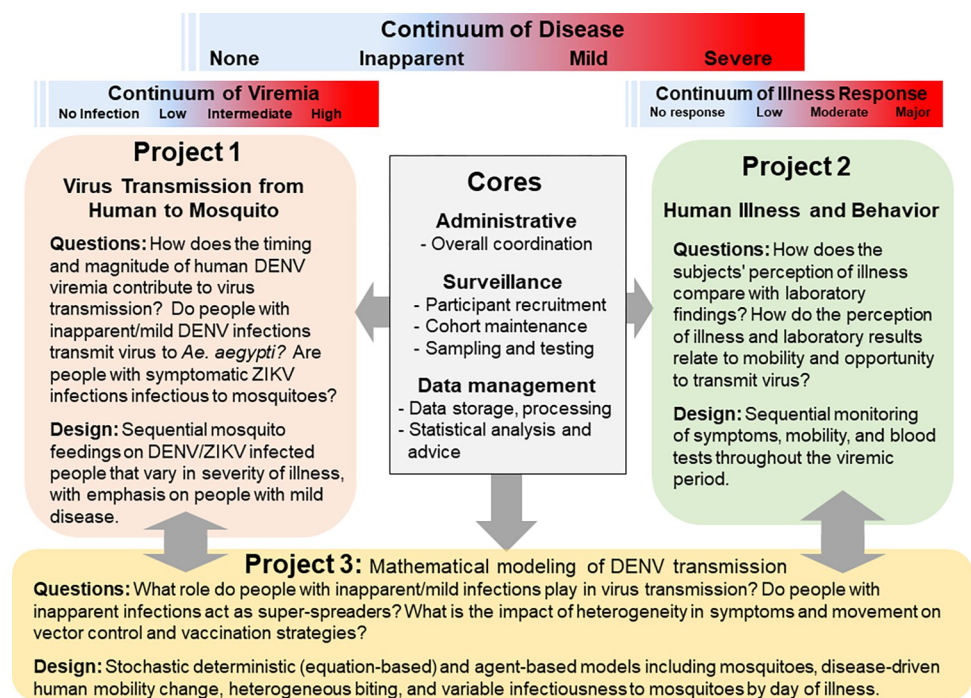 Continuum of Disease
None Inapparent Mild Severe
Continuum of Viremia
No Infection Low Intermediate High
Continuum of Illness Response
No response Low Moderate Major
Project 1
Virus Transmission from
Human to Mosquito
Questions: How does the timing
and magnitude of human DENV
viremia contribute to virus
transmission? Do people with
inapparent/mild DENV infections
transmit virus to Ae. aegypti? Are
people with symptomatic ZIKV
infections infectious to mosquitoes?
Design: Sequential mosquito
feedings on DENV/ZIKV infected
people that vary in severity of illness,
with emphasis on people with mild
disease.
Cores
Administrative
- Overall coordination
Surveillance
- Participant recruitment
- Cohort maintenance
- Sampling and testing
Data management
- Data storage, processing
- Statistical analysis and
advice
Project 2
Human Illness and Behavior
Questions: How does the
subjects' perception of illness
compare with laboratory
findings? How do the perception
of illness and laboratory results
relate to mobility and opportunity
to transmit virus?
Design: Sequential monitoring
of symptoms, mobility, and blood
tests throughout the viremic
period.
Project 3: Mathematical modeling of DENV transmission
Questions: What role do people with inapparent/mild infections play in virus transmission? Do people with
inapparent infections act as super-spreaders? What is the impact of heterogeneity in symptoms and movement on
vector control and vaccination strategies?
Design: Stochastic deterministic (equation-based) and agent-based models including mosquitoes, disease-driven
human mobility change, heterogeneous biting, and variable infectiousness to mosquitoes by day of illness.